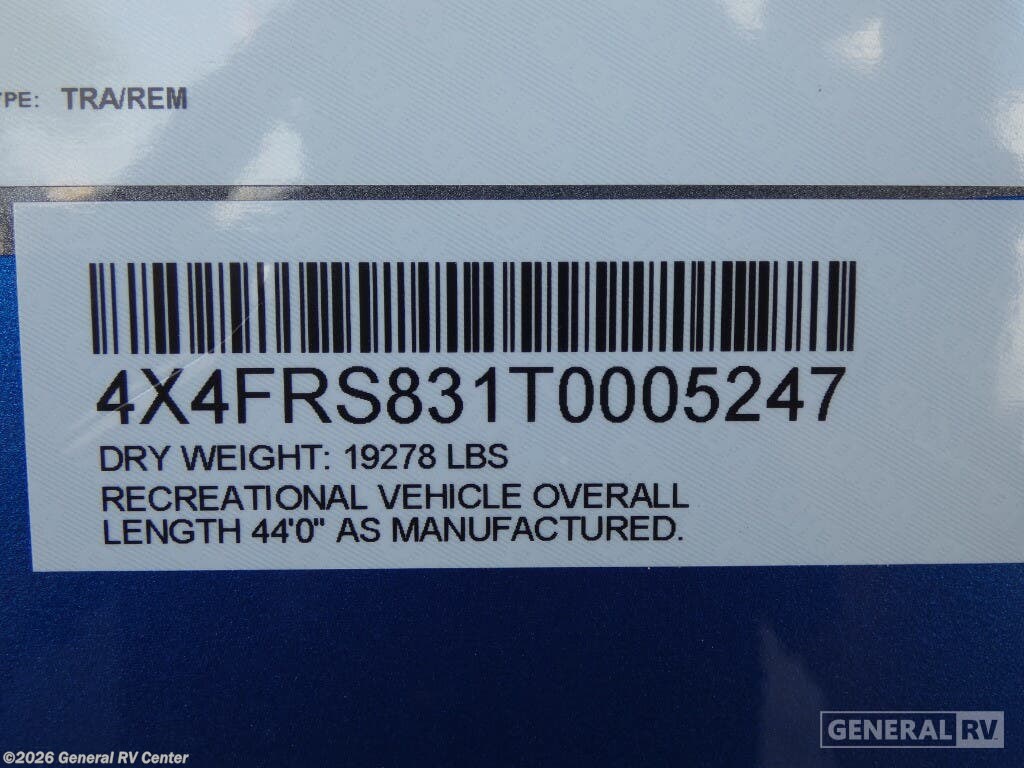 YPE: TRA/REM
4X4FRS831T0005247
DRY WEIGHT: 19278 LBS
RECREATIONAL VEHICLE OVERALL
LENGTH 44'0" AS MANUFACTURED.
GENERAL RV
©2026 General RV Center